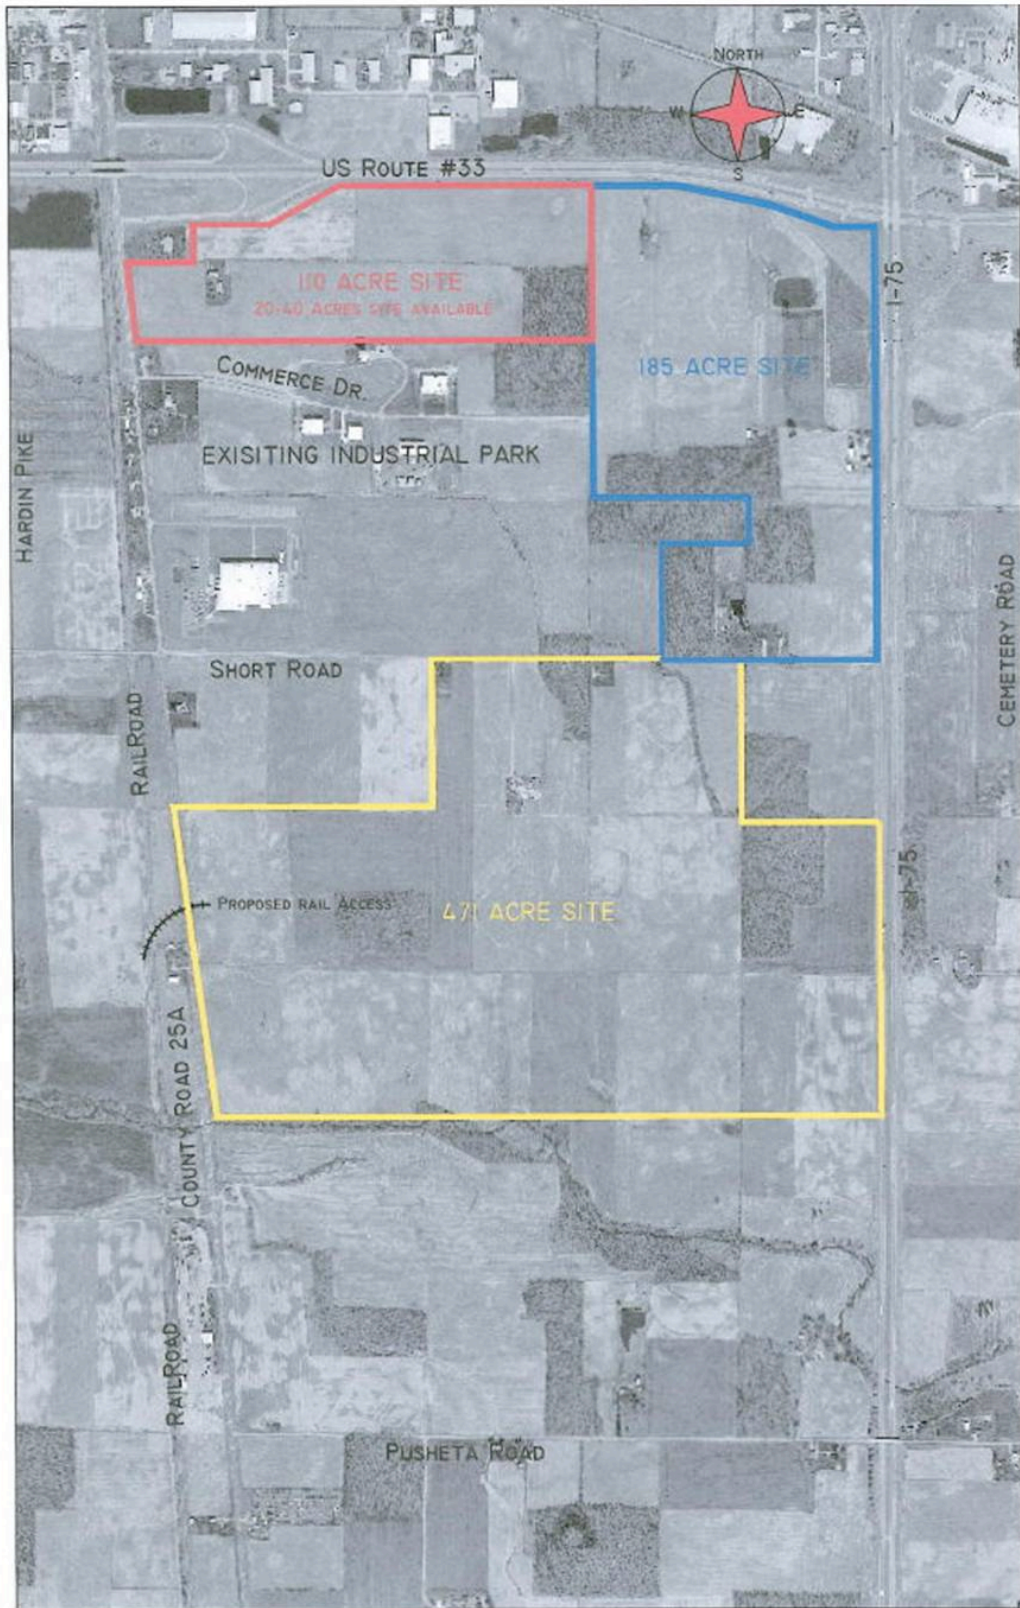 NORTH
W
E
S
US ROUTE #33
110 ACRE SITE
20-40 ACRES SITE AVAILABLE
I-75
185 ACRE SITE
COMMERCE DR.
EXISITING INDUSTRIAL PARK
HARDIN PIKE
CEMETERY ROAD
SHORT ROAD
RAILROAD
I-75
PROPOSED RAIL ACCESS
471 ACRE SITE
COUNTY ROAD 25A
RAILROAD
PUSHETA ROAD